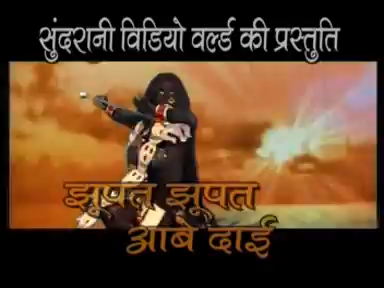 सुंदरानी विडियो वर्ल्ड की प्रस्तुति
झूपत झूपत
आबे दाई